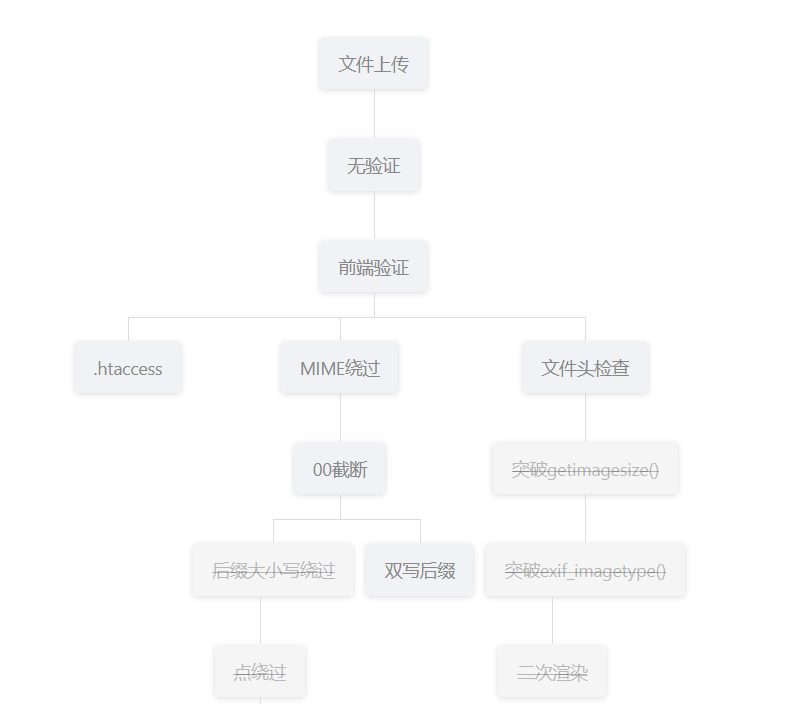 文件上传
无验证
前端验证
.htaccess
MIME绕过
文件头检查
00截断
突破getimagesize()
后缀大小写绕过
双写后缀
突破exif_imagetype()
点绕过
二次渲染